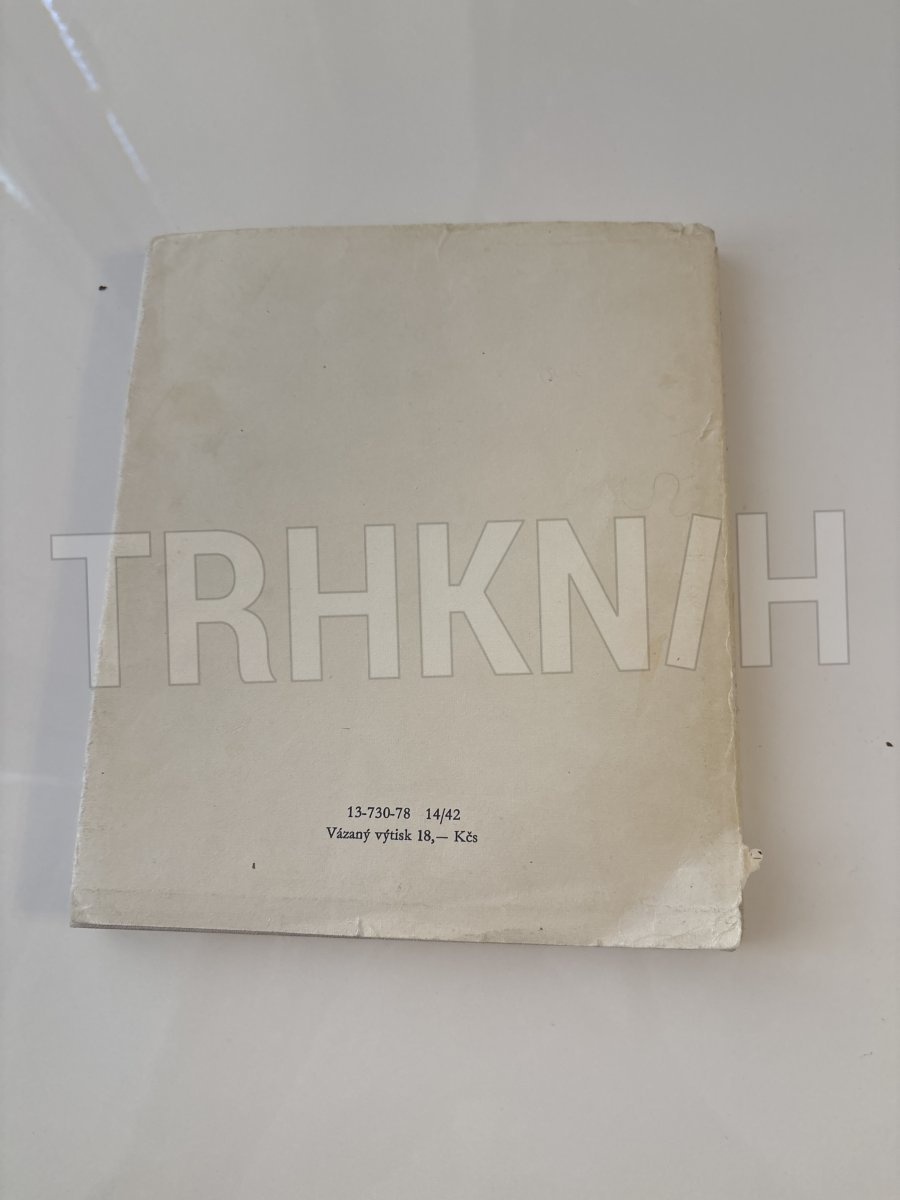 TRHKNIH
13-730-78 14/42
Vázaný výtisk 18,— Kčs